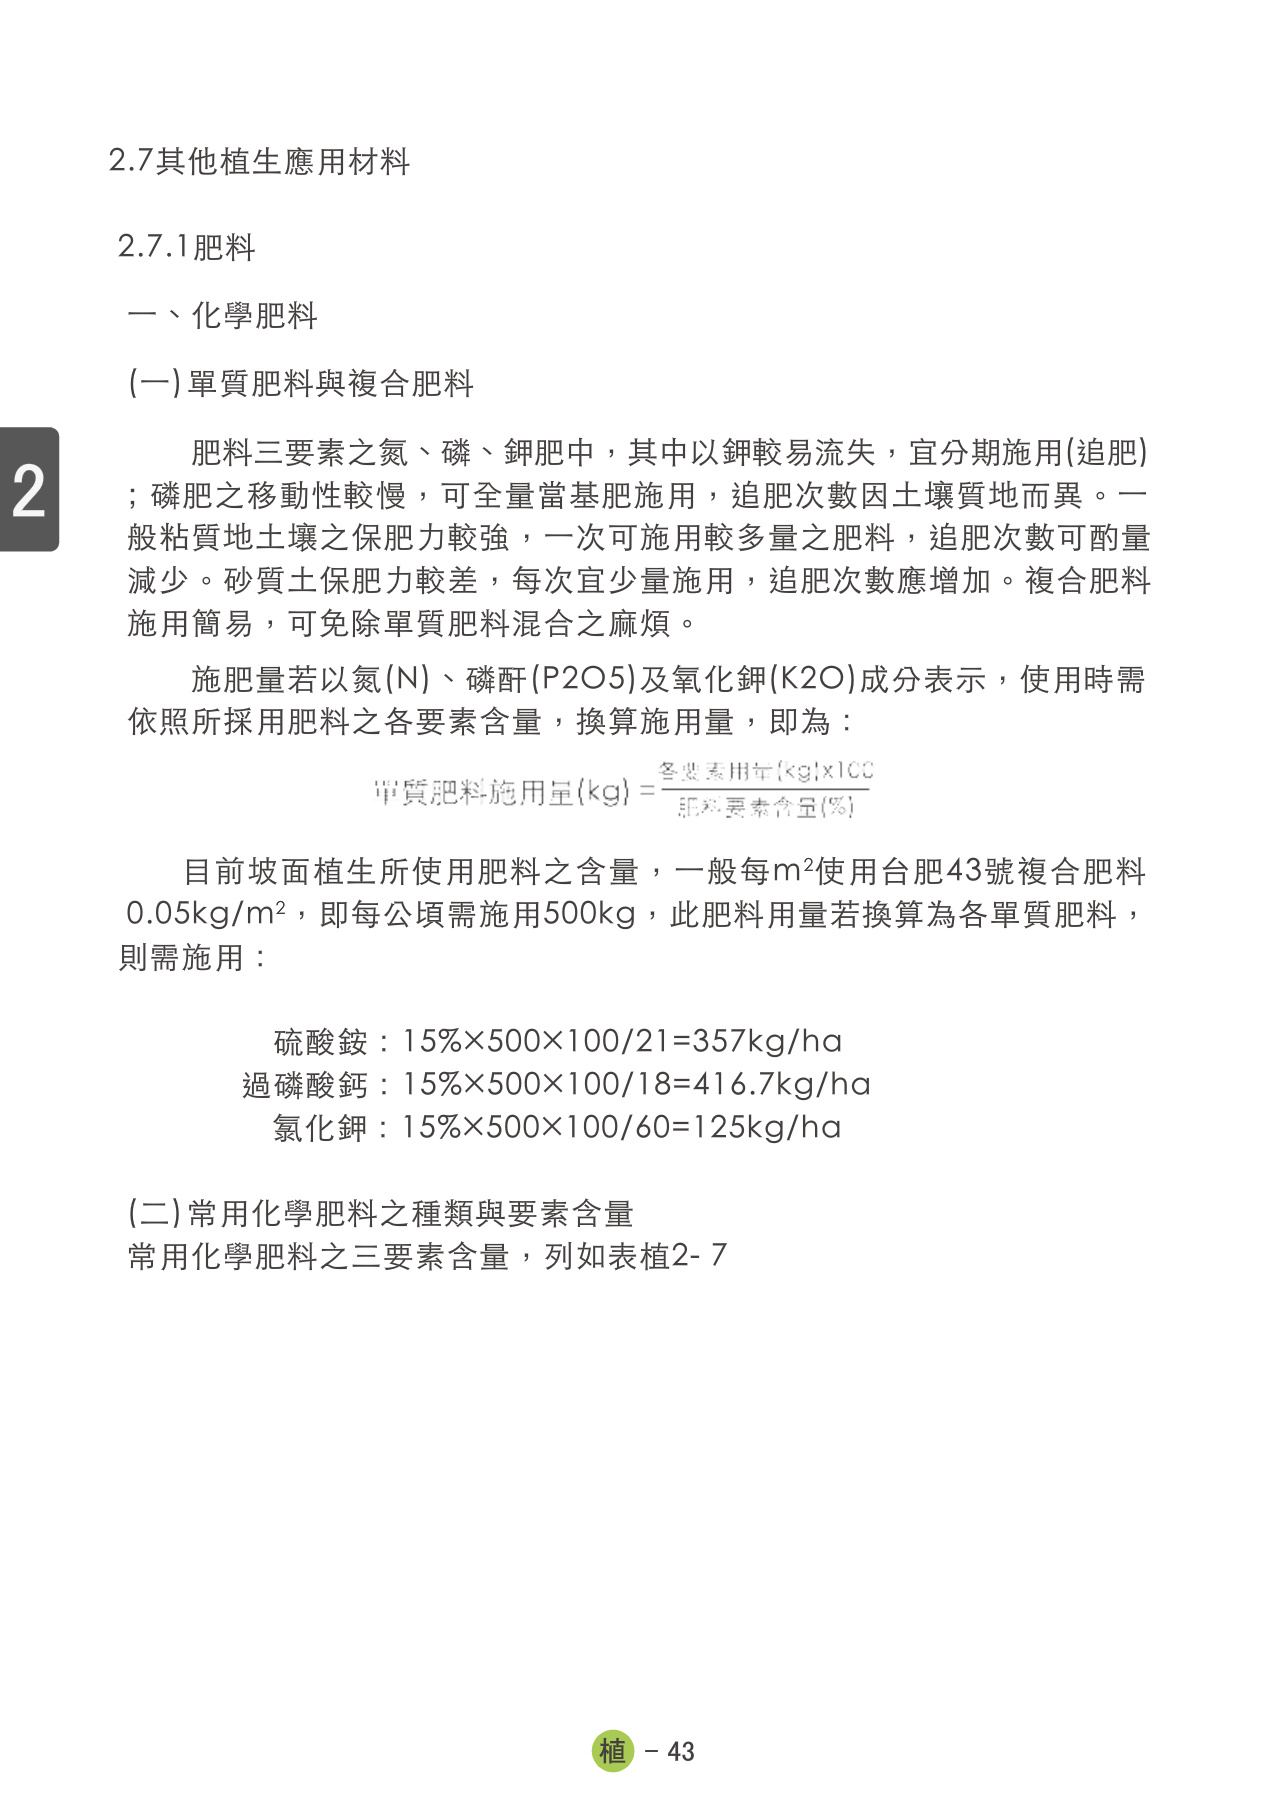 2.7其他植生應用材料
2.7.1肥料
一、化學肥料
(一)單質肥料與複合肥料
肥料三要素之氮、磷、鉀肥中，其中以鉀較易流失，宜分期施用(追肥)
；磷肥之移動性較慢，可全量當基肥施用，追肥次數因土壤質地而異。一
般粘質地土壤之保肥力較強，一次可施用較多量之肥料，追肥次數可酌量
減少。砂質土保肥力較差，每次宜少量施用，追肥次數應增加。複合肥料
施用簡易，可免除單質肥料混合之麻煩。
施肥量若以氮(N)、磷酐(P2O5)及氧化鉀(K2O)成分表示，使用時需
依照所採用肥料之各要素含量，換算施用量，即為：
單質肥料施用量(kg) =
各要素用量(kg)x100
肥料要素含量(%)
目前坡面植生所使用肥料之含量，一般每m²使用台肥43號複合肥料
0.05kg/m²，即每公頃需施用500kg，此肥料用量若換算為各單質肥料，
則需施用：
硫酸銨：15%×500×100/21=357kg/ha
過磷酸鈣：15%×500×100/18=416.7kg/ha
氯化鉀：15%×500×100/60=125kg/ha
(二)常用化學肥料之種類與要素含量
常用化學肥料之三要素含量，列如表植2- 7
2
植 – 43